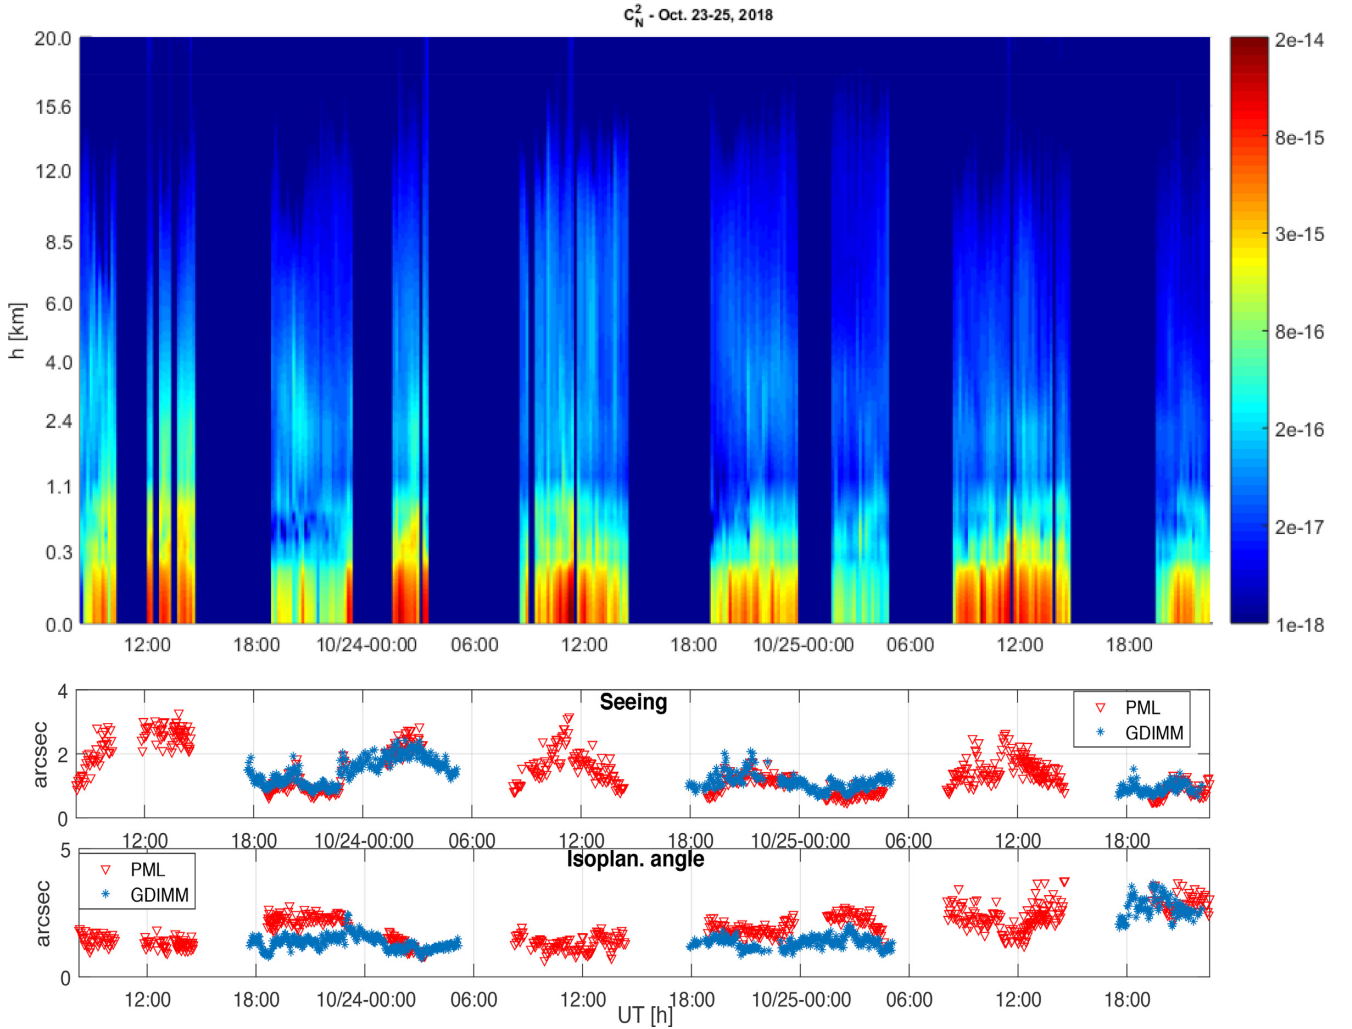 C_N^2 - Oct. 23-25, 2018
20.0
15.6
12.0
8.5
6.0
4.0
2.4
1.1
0.3
0.0
h [km]
12:00 18:00 10/24-00:00 06:00 12:00 18:00 10/25-00:00 06:00 12:00 18:00
2e-14
8e-15
3e-15
8e-16
2e-16
2e-17
1e-18
Seeing
4
2
0
arcsec
PML
GDIMM
12:00 18:00 10/24-00:00 06:00 12:00 18:00 10/25-00:00 06:00 12:00 18:00
Isoplan. angle
5
0
arcsec
PML
GDIMM
12:00 18:00 10/24-00:00 06:00 12:00 18:00 10/25-00:00 06:00 12:00 18:00
UT [h]